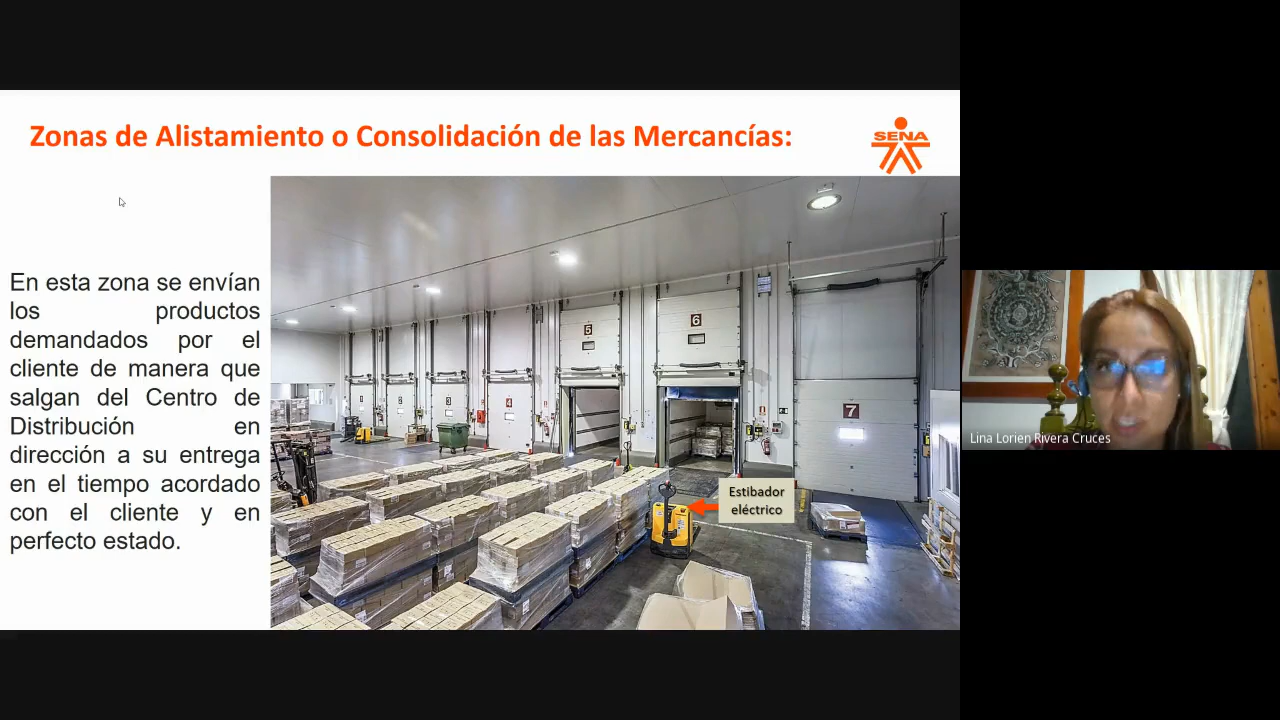 Zonas de Alistamiento o Consolidación de las Mercancías:
SENA
En esta zona se envían
los productos
demandados por el
cliente de manera que
salgan del Centro de
Distribución en
dirección a su entrega
en el tiempo acordado
con el cliente y en
perfecto estado.
3
4
5
6
7
Estibador
eléctrico
Lina Lorien Rivera Cruces